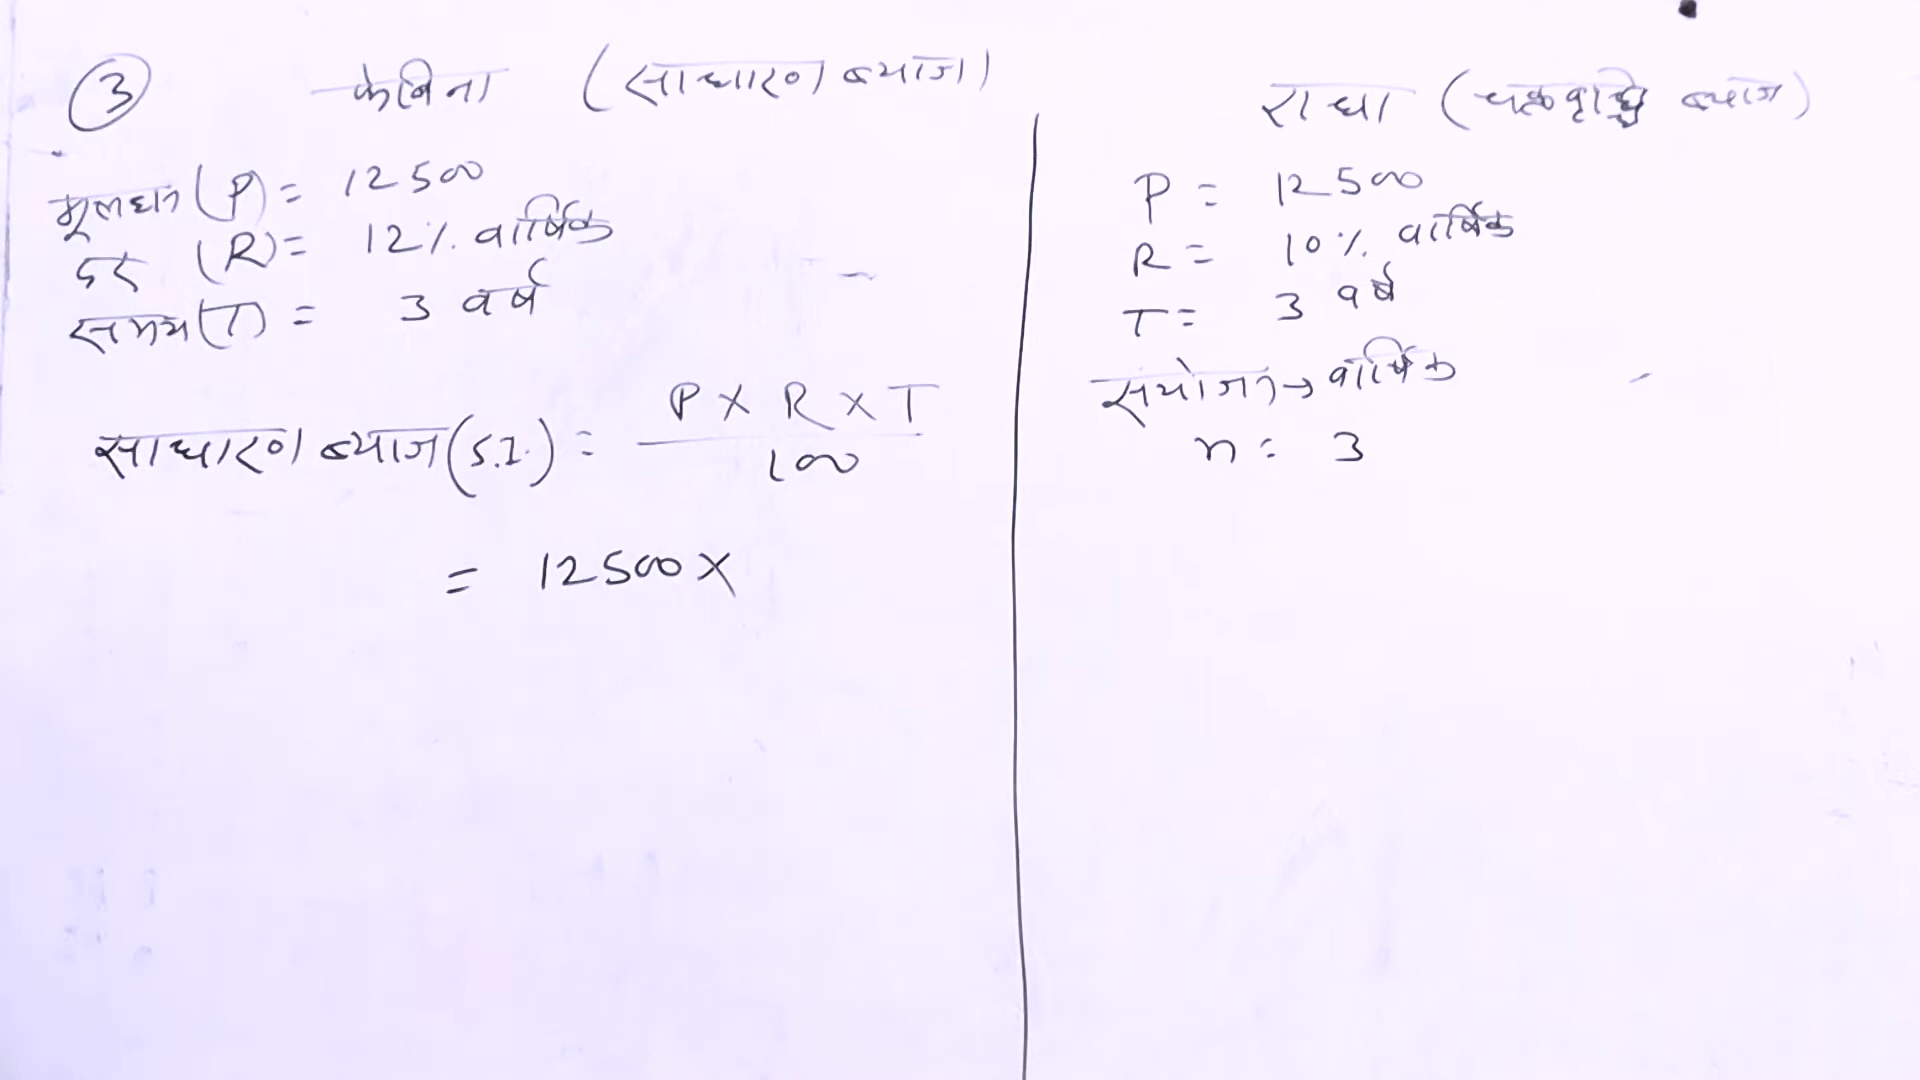 ③ फेबिना (साधारण ब्याज)
मूलधन (P) = 12500
दर (R) = 12% वार्षिक
समय (T) = 3 वर्ष
साधारण ब्याज (S.I.) = P × R × T / 100
= 12500 ×
राधा (चक्रवृद्धि ब्याज)
P = 12500
R = 10% वार्षिक
T = 3 वर्ष
संयोजन → वार्षिक
n = 3